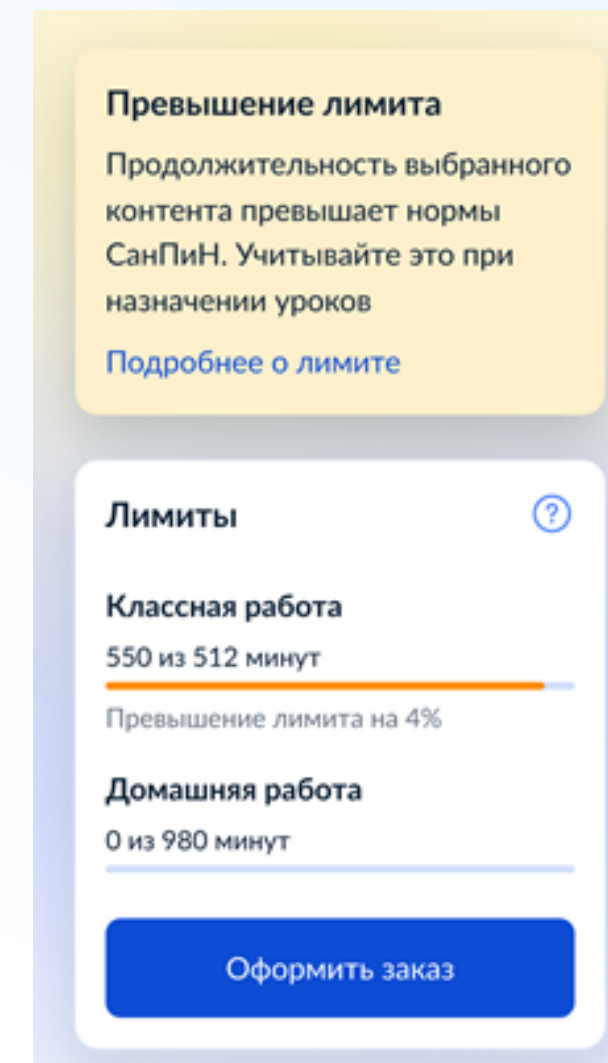 Превышение лимита
Продолжительность выбранного
контента превышает нормы
СанПиН. Учитывайте это при
назначении уроков
Подробнее о лимите
Лимиты
?
Классная работа
550 из 512 минут
Превышение лимита на 4%
Домашняя работа
0 из 980 минут
Оформить заказ